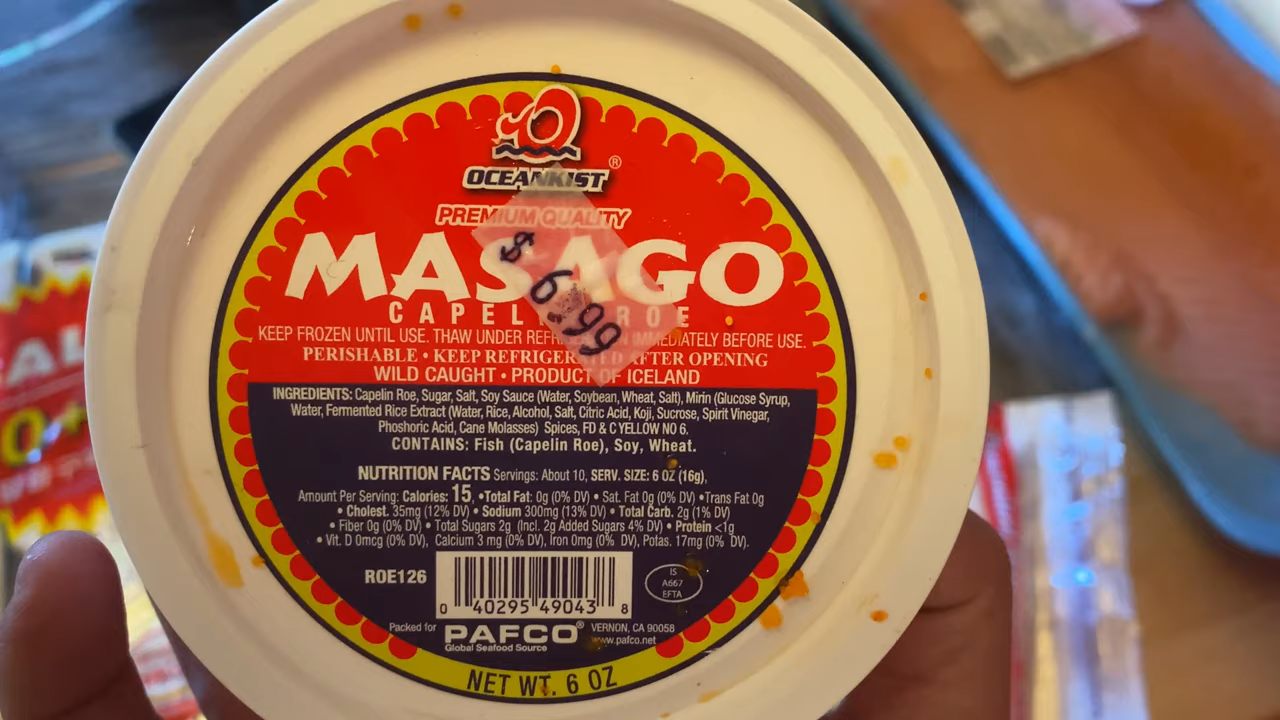 OCEANKIST®
PREMIUM QUALITY
MASAGO
$6.99
CAPELIN ROE
KEEP FROZEN UNTIL USE. THAW UNDER IMMEDIATELY BEFORE USE.
PERISHABLE • KEEP REFRIGERATED AFTER OPENING
WILD CAUGHT • PRODUCT OF ICELAND
INGREDIENTS: Capelin Roe, Sugar, Salt, Soy Sauce (Water, Soybean, Wheat, Salt), Mirin (Glucose Syrup,
Water, Fermented Rice Extract (Water, Rice, Alcohol, Salt, Citric Acid, Koji, Sucrose, Spirit Vinegar,
Phoshoric Acid, Cane Molasses) Spices, FD & C YELLOW NO 6.
CONTAINS: Fish (Capelin Roe), Soy, Wheat.
NUTRITION FACTS Servings: About 10, SERV. SIZE: 6 OZ (16g),
Amount Per Serving: Calories: 15, •Total Fat: 0g (0% DV) • Sat. Fat 0g (0% DV) •Trans Fat 0g
• Cholest. 35mg (12% DV) • Sodium 300mg (13% DV) • Total Carb. 2g (1% DV)
• Fiber 0g (0% DV) • Total Sugars 2g (Incl. 2g Added Sugars 4% DV) • Protein <1g
• Vit. D 0mcg (0% DV), Calcium 3 mg (0% DV), Iron 0mg (0% DV), Potas. 17mg (0% DV).
ROE126
0 40295 49043 8
IS
A667
EFTA
Packed for PAFCO® VERNON, CA 90058
Global Seafood Source www.pafco.net
NET WT. 6 OZ
AL
0+